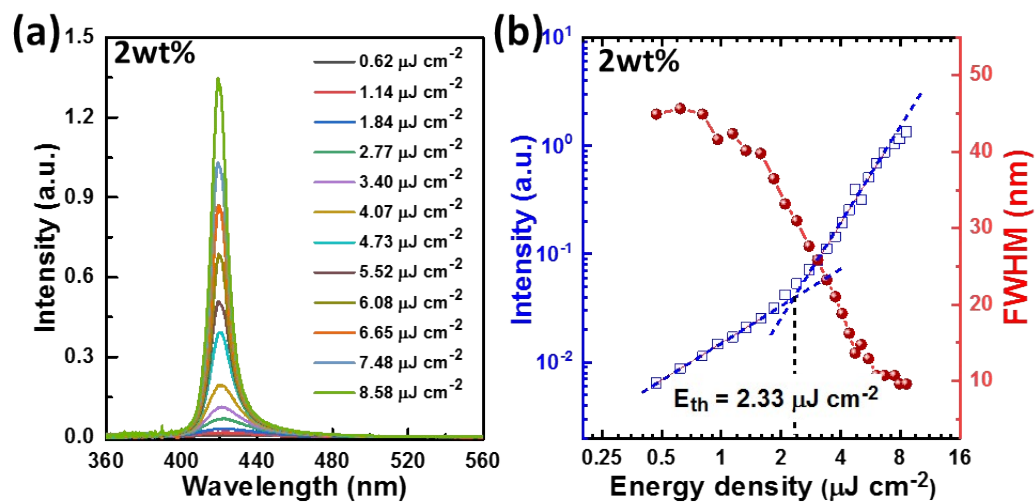 (a)
2wt%
Intensity (a.u.)
1.5
1.2
0.9
0.6
0.3
0.0
360 400 440 480 520 560
Wavelength (nm)
0.62 μJ cm⁻²
1.14 μJ cm⁻²
1.84 μJ cm⁻²
2.77 μJ cm⁻²
3.40 μJ cm⁻²
4.07 μJ cm⁻²
4.73 μJ cm⁻²
5.52 μJ cm⁻²
6.08 μJ cm⁻²
6.65 μJ cm⁻²
7.48 μJ cm⁻²
8.58 μJ cm⁻²
(b)
2wt%
Intensity (a.u.)
10¹
10⁰
10⁻¹
10⁻²
Eth = 2.33 μJ cm⁻²
0.25 0.5 1 2 4 8 16
Energy density (μJ cm⁻²)
50
40
30
20
10
FWHM (nm)